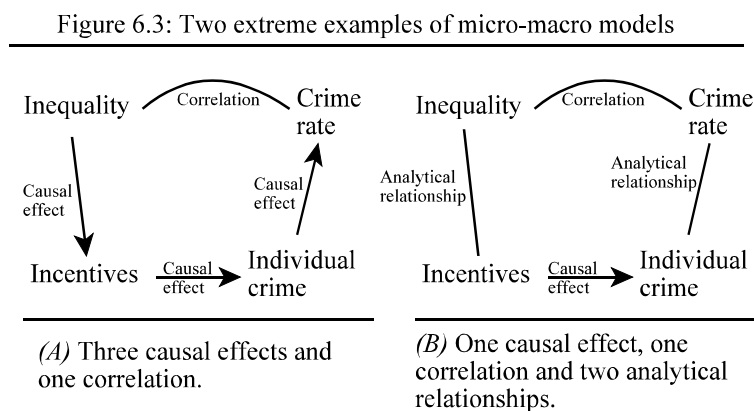 Figure 6.3: Two extreme examples of micro-macro models
Inequality
Correlation
Crime
rate
Causal
effect
Causal
effect
Incentives
Causal
effect
Individual
crime
(A) Three causal effects and
one correlation.
Inequality
Correlation
Crime
rate
Analytical
relationship
Analytical
relationship
Incentives
Causal
effect
Individual
crime
(B) One causal effect, one
correlation and two analytical
relationships.